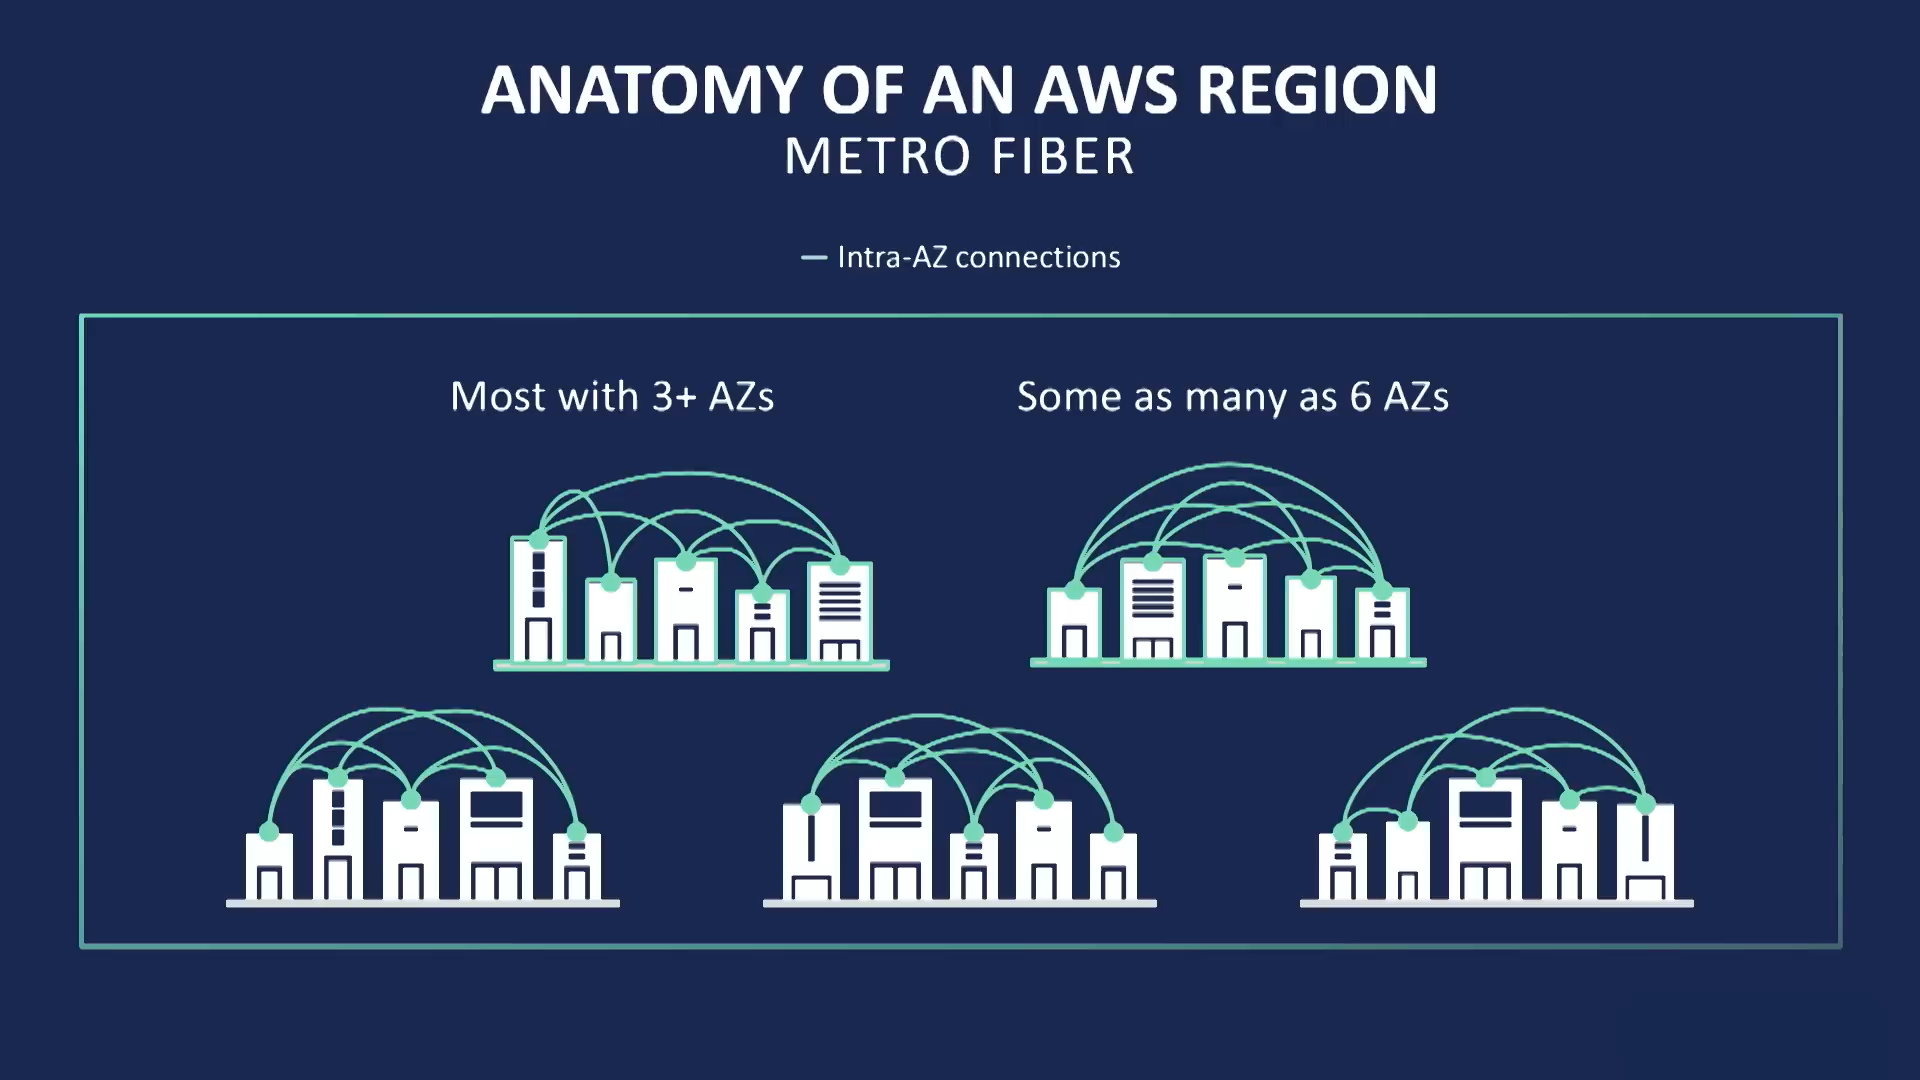 ANATOMY OF AN AWS REGION
METRO FIBER
Intra-AZ connections
Most with 3+ AZs
Some as many as 6 AZs